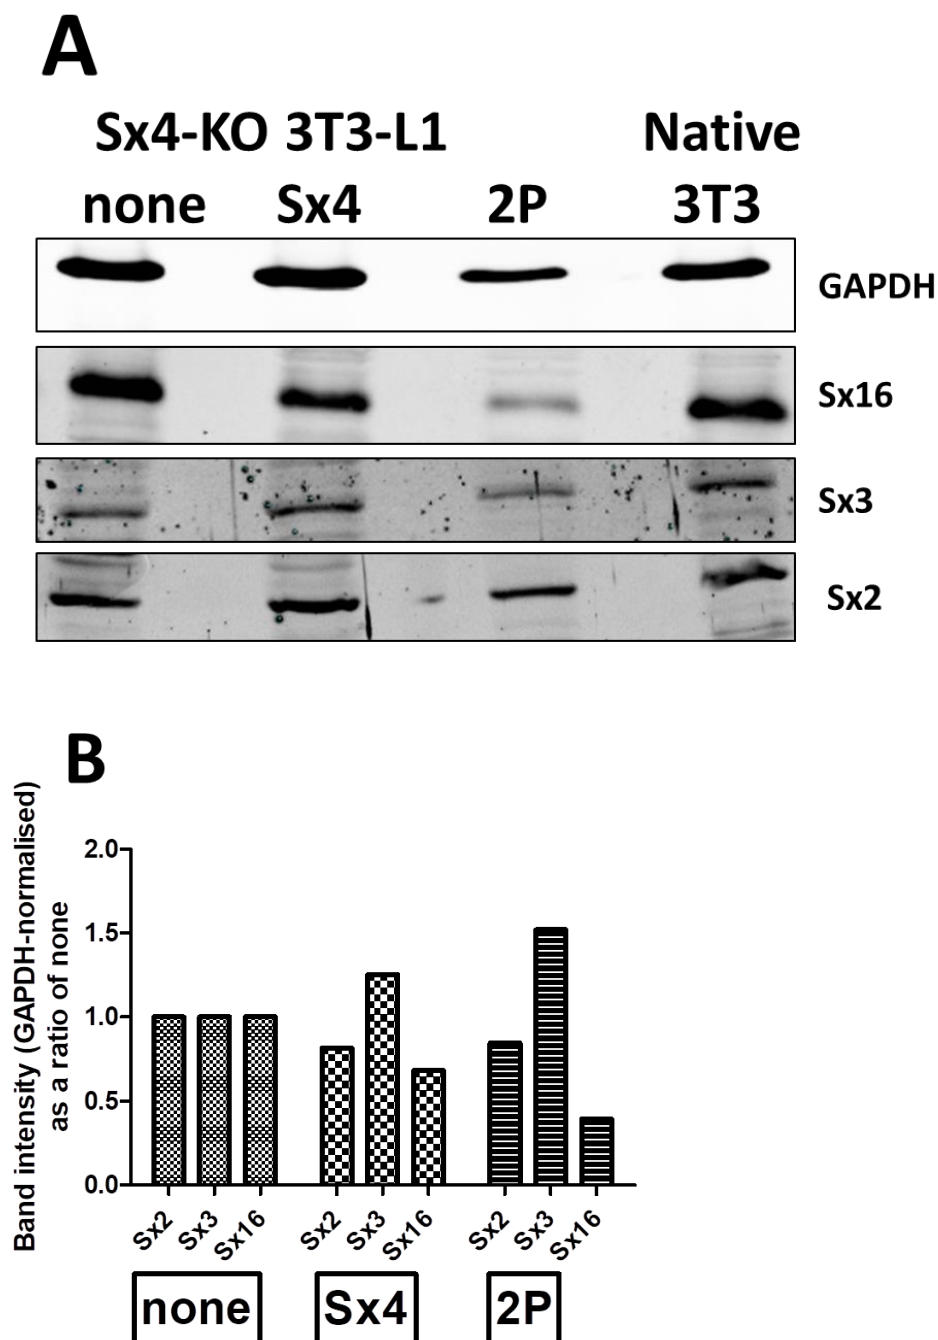 A
Sx4-KO 3T3-L1 Native
none Sx4 2P 3T3
GAPDH
Sx16
Sx3
Sx2
B
Band intensity (GAPDH-normalised)
as a ratio of none
2.0
1.5
1.0
0.5
0.0
Sx2 Sx3 Sx16 Sx2 Sx3 Sx16 Sx2 Sx3 Sx16
none Sx4 2P